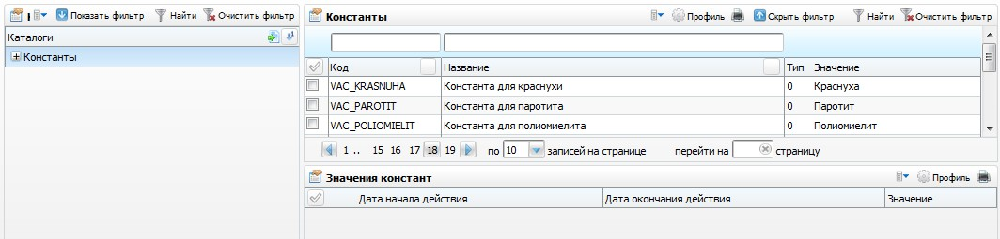 Показать фильтр Найти Очистить фильтр
Каталоги
Константы
Константы Профиль Скрыть фильтр Найти Очистить фильтр
Код Название Тип Значение
VAC_KRASNUHA Константа для краснухи 0 Краснуха
VAC_PAROTIT Константа для паротита 0 Паротит
VAC_POLIOMIELIT Константа для полиомиелита 0 Полиомиелит
1 .. 15 16 17 18 19 по 10 записей на странице перейти на страницу
Значения констант Профиль
Дата начала действия Дата окончания действия Значение